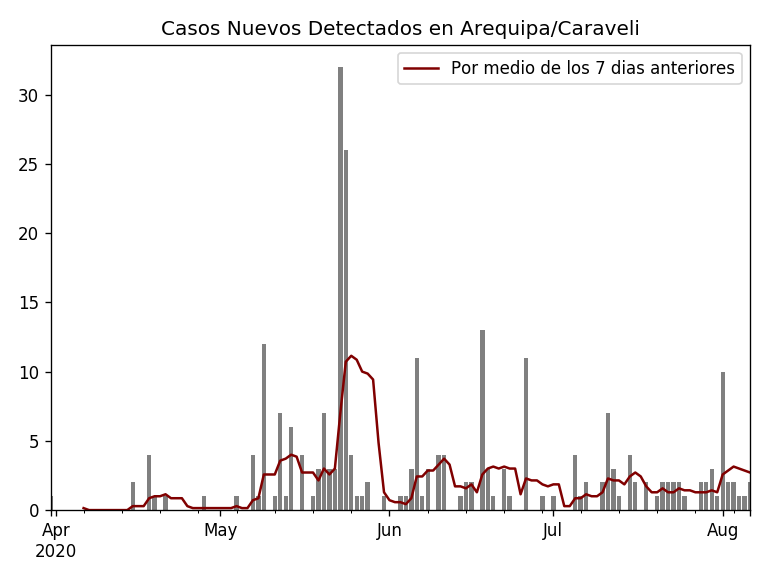 Casos Nuevos Detectados en Arequipa/Caraveli
Por medio de los 7 dias anteriores
30
25
20
15
10
5
0
Apr May Jun Jul Aug
2020